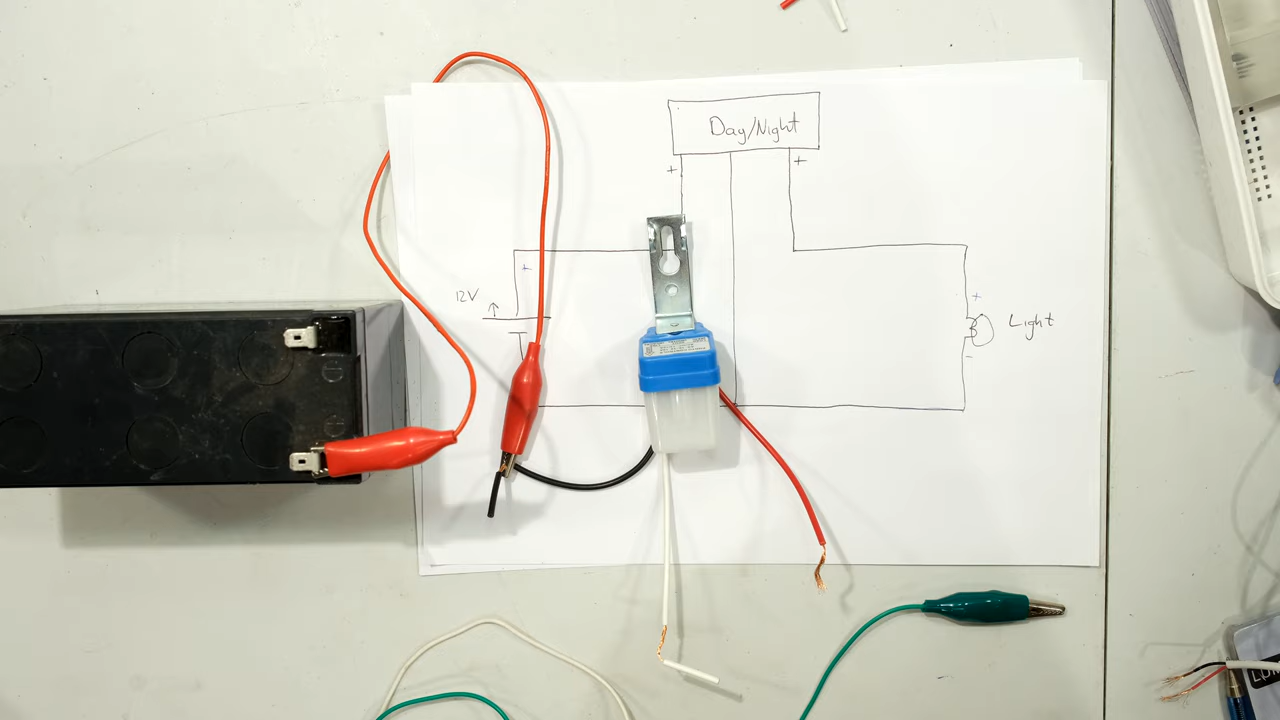 Day/Night
+ +
+
12V
+
Light
-